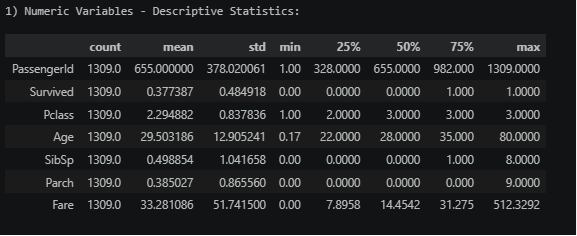 1) Numeric Variables - Descriptive Statistics:
count mean std min 25% 50% 75% max
PassengerId 1309.0 655.000000 378.020061 1.00 328.0000 655.0000 982.000 1309.0000
Survived 1309.0 0.377387 0.484918 0.00 0.0000 0.0000 1.000 1.0000
Pclass 1309.0 2.294882 0.837836 1.00 2.0000 3.0000 3.000 3.0000
Age 1309.0 29.503186 12.905241 0.17 22.0000 28.0000 35.000 80.0000
SibSp 1309.0 0.498854 1.041658 0.00 0.0000 0.0000 1.000 8.0000
Parch 1309.0 0.385027 0.865560 0.00 0.0000 0.0000 0.000 9.0000
Fare 1309.0 33.281086 51.741500 0.00 7.8958 14.4542 31.275 512.3292